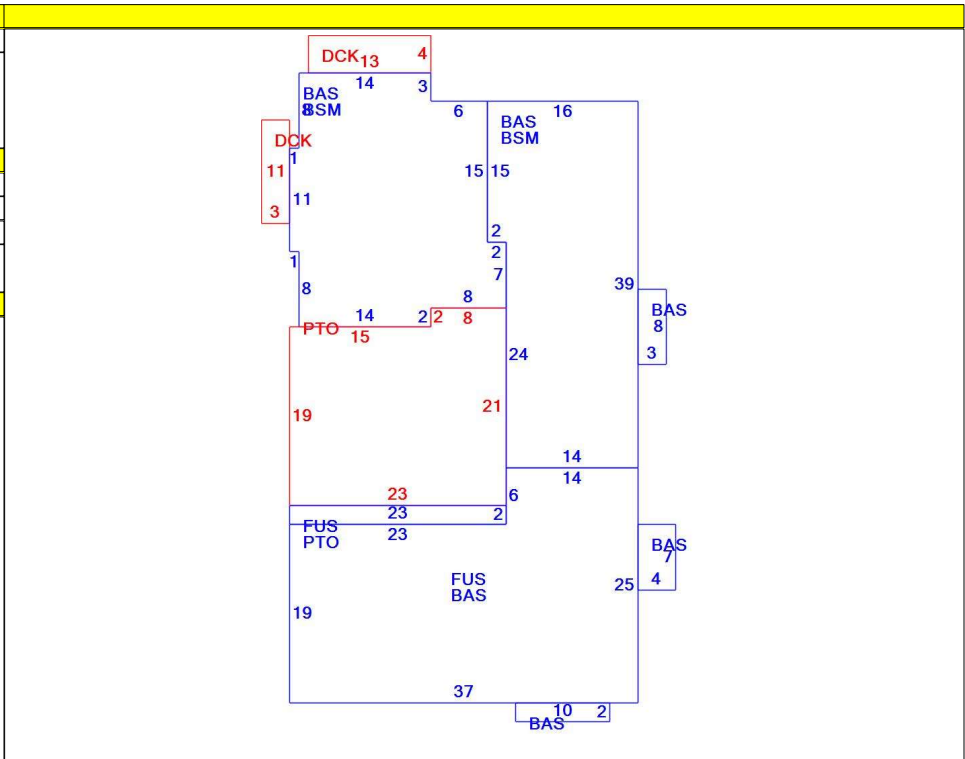 DCK 13 4
14 3
BAS
8
BSM
6 16
BAS
BSM
DCK
1
11 15 15
11
3
2
2
1 7
8 39
8
14 2 2 8
BAS
8
PTO
15
24 3
19 21
14
14
23 6
23 2
FUS
PTO
23
BAS
7
FUS
BAS
25 4
19
37
10 2
BAS